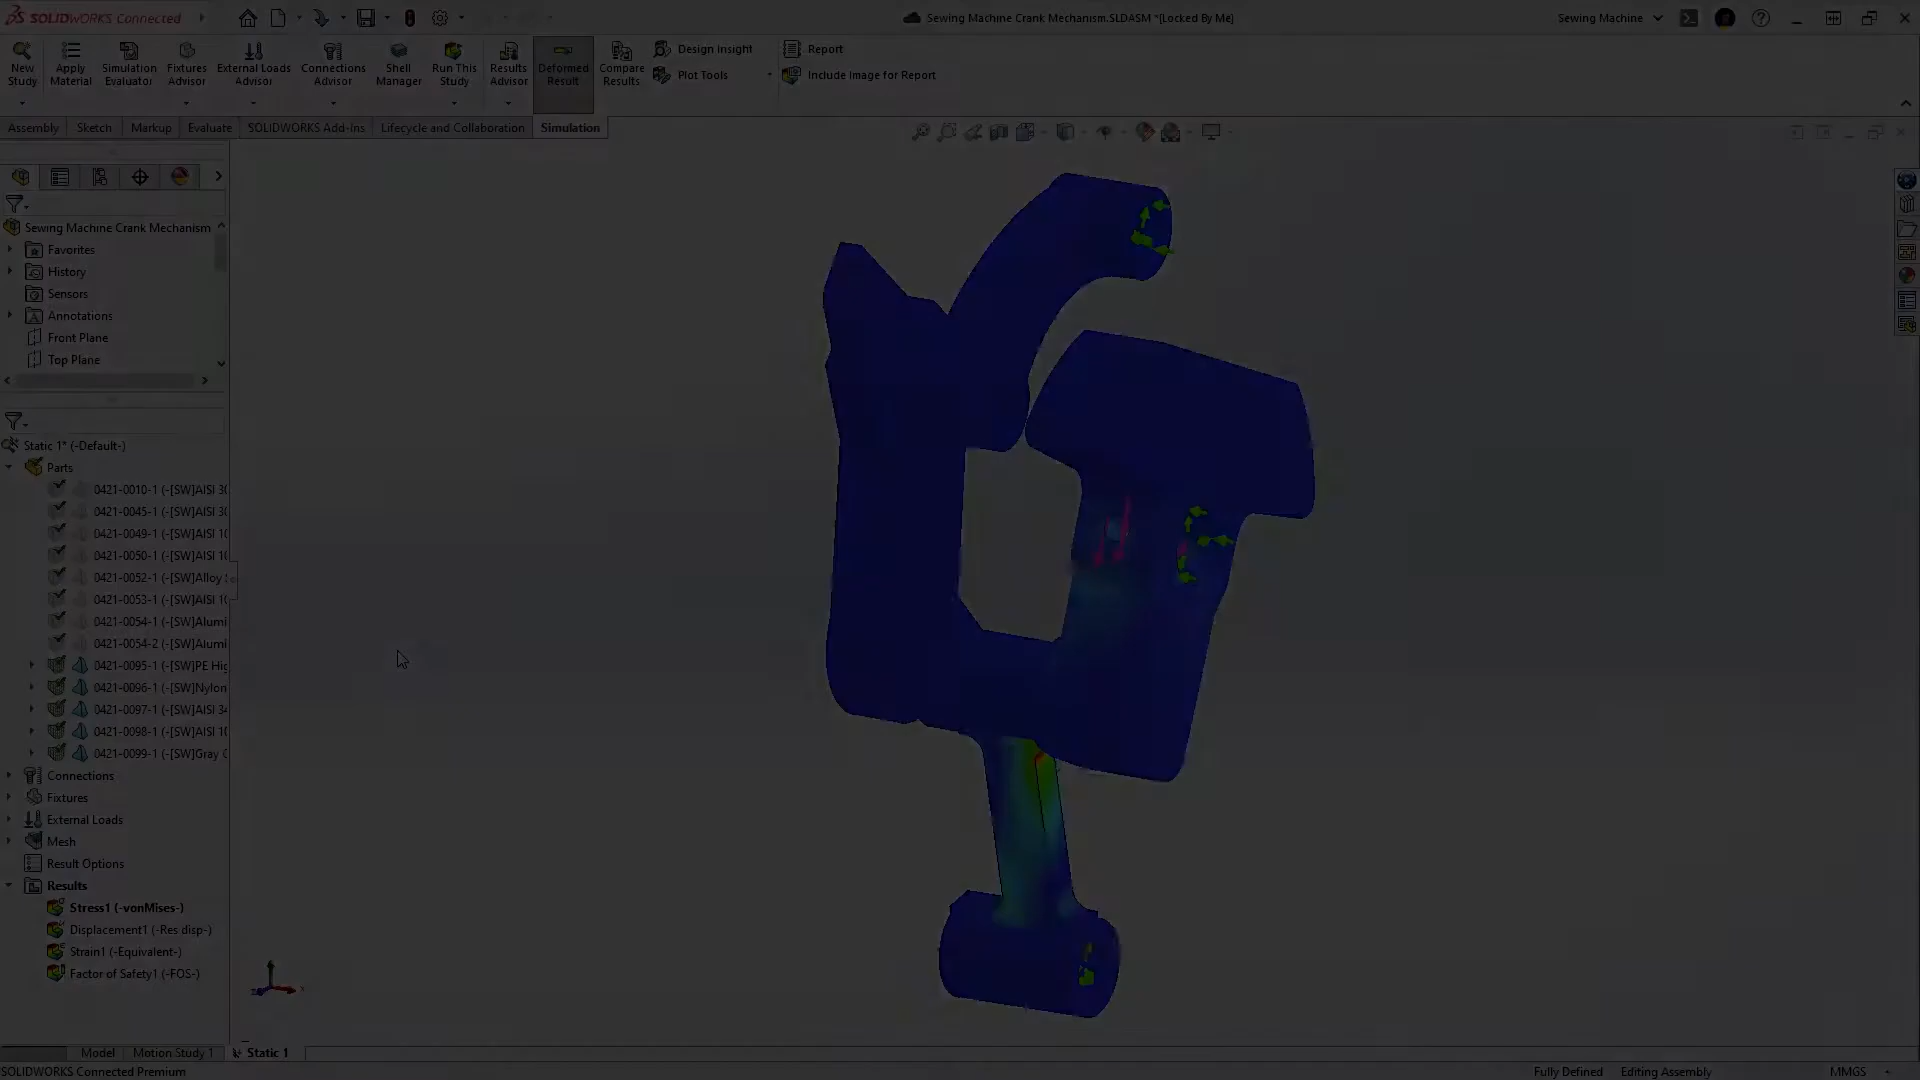 SOLIDWORKS Connected
Sewing Machine Crank Mechanism.SLDASM *[Locked By Me]
Sewing Machine
New Study
Apply Material
Simulation Evaluator
Fixtures Advisor
External Loads Advisor
Connections Advisor
Shell Manager
Run This Study
Results Advisor
Deformed Result
Compare Results
Design Insight
Plot Tools
Report
Include Image for Report
Assembly
Sketch
Markup
Evaluate
SOLIDWORKS Add-Ins
Lifecycle and Collaboration
Simulation
Sewing Machine Crank Mechanism
Favorites
History
Sensors
Annotations
Front Plane
Top Plane
Static 1* (-Default-)
Parts
0421-0010-1 (-[SW]AISI 30
0421-0045-1 (-[SW]AISI 30
0421-0049-1 (-[SW]AISI 10
0421-0050-1 (-[SW]AISI 10
0421-0052-1 (-[SW]Alloy
0421-0053-1 (-[SW]AISI 10
0421-0054-1 (-[SW]Alumi
0421-0054-2 (-[SW]Alumi
0421-0095-1 (-[SW]PE Hig
0421-0096-1 (-[SW]Nylon
0421-0097-1 (-[SW]AISI 34
0421-0098-1 (-[SW]AISI 10
0421-0099-1 (-[SW]Gray C
Connections
Fixtures
External Loads
Mesh
Result Options
Results
Stress1 (-vonMises-)
Displacement1 (-Res disp-)
Strain1 (-Equivalent-)
Factor of Safety1 (-FOS-)
Model
Motion Study 1
Static 1
SOLIDWORKS Connected Premium
Fully Defined
Editing Assembly
MMGS